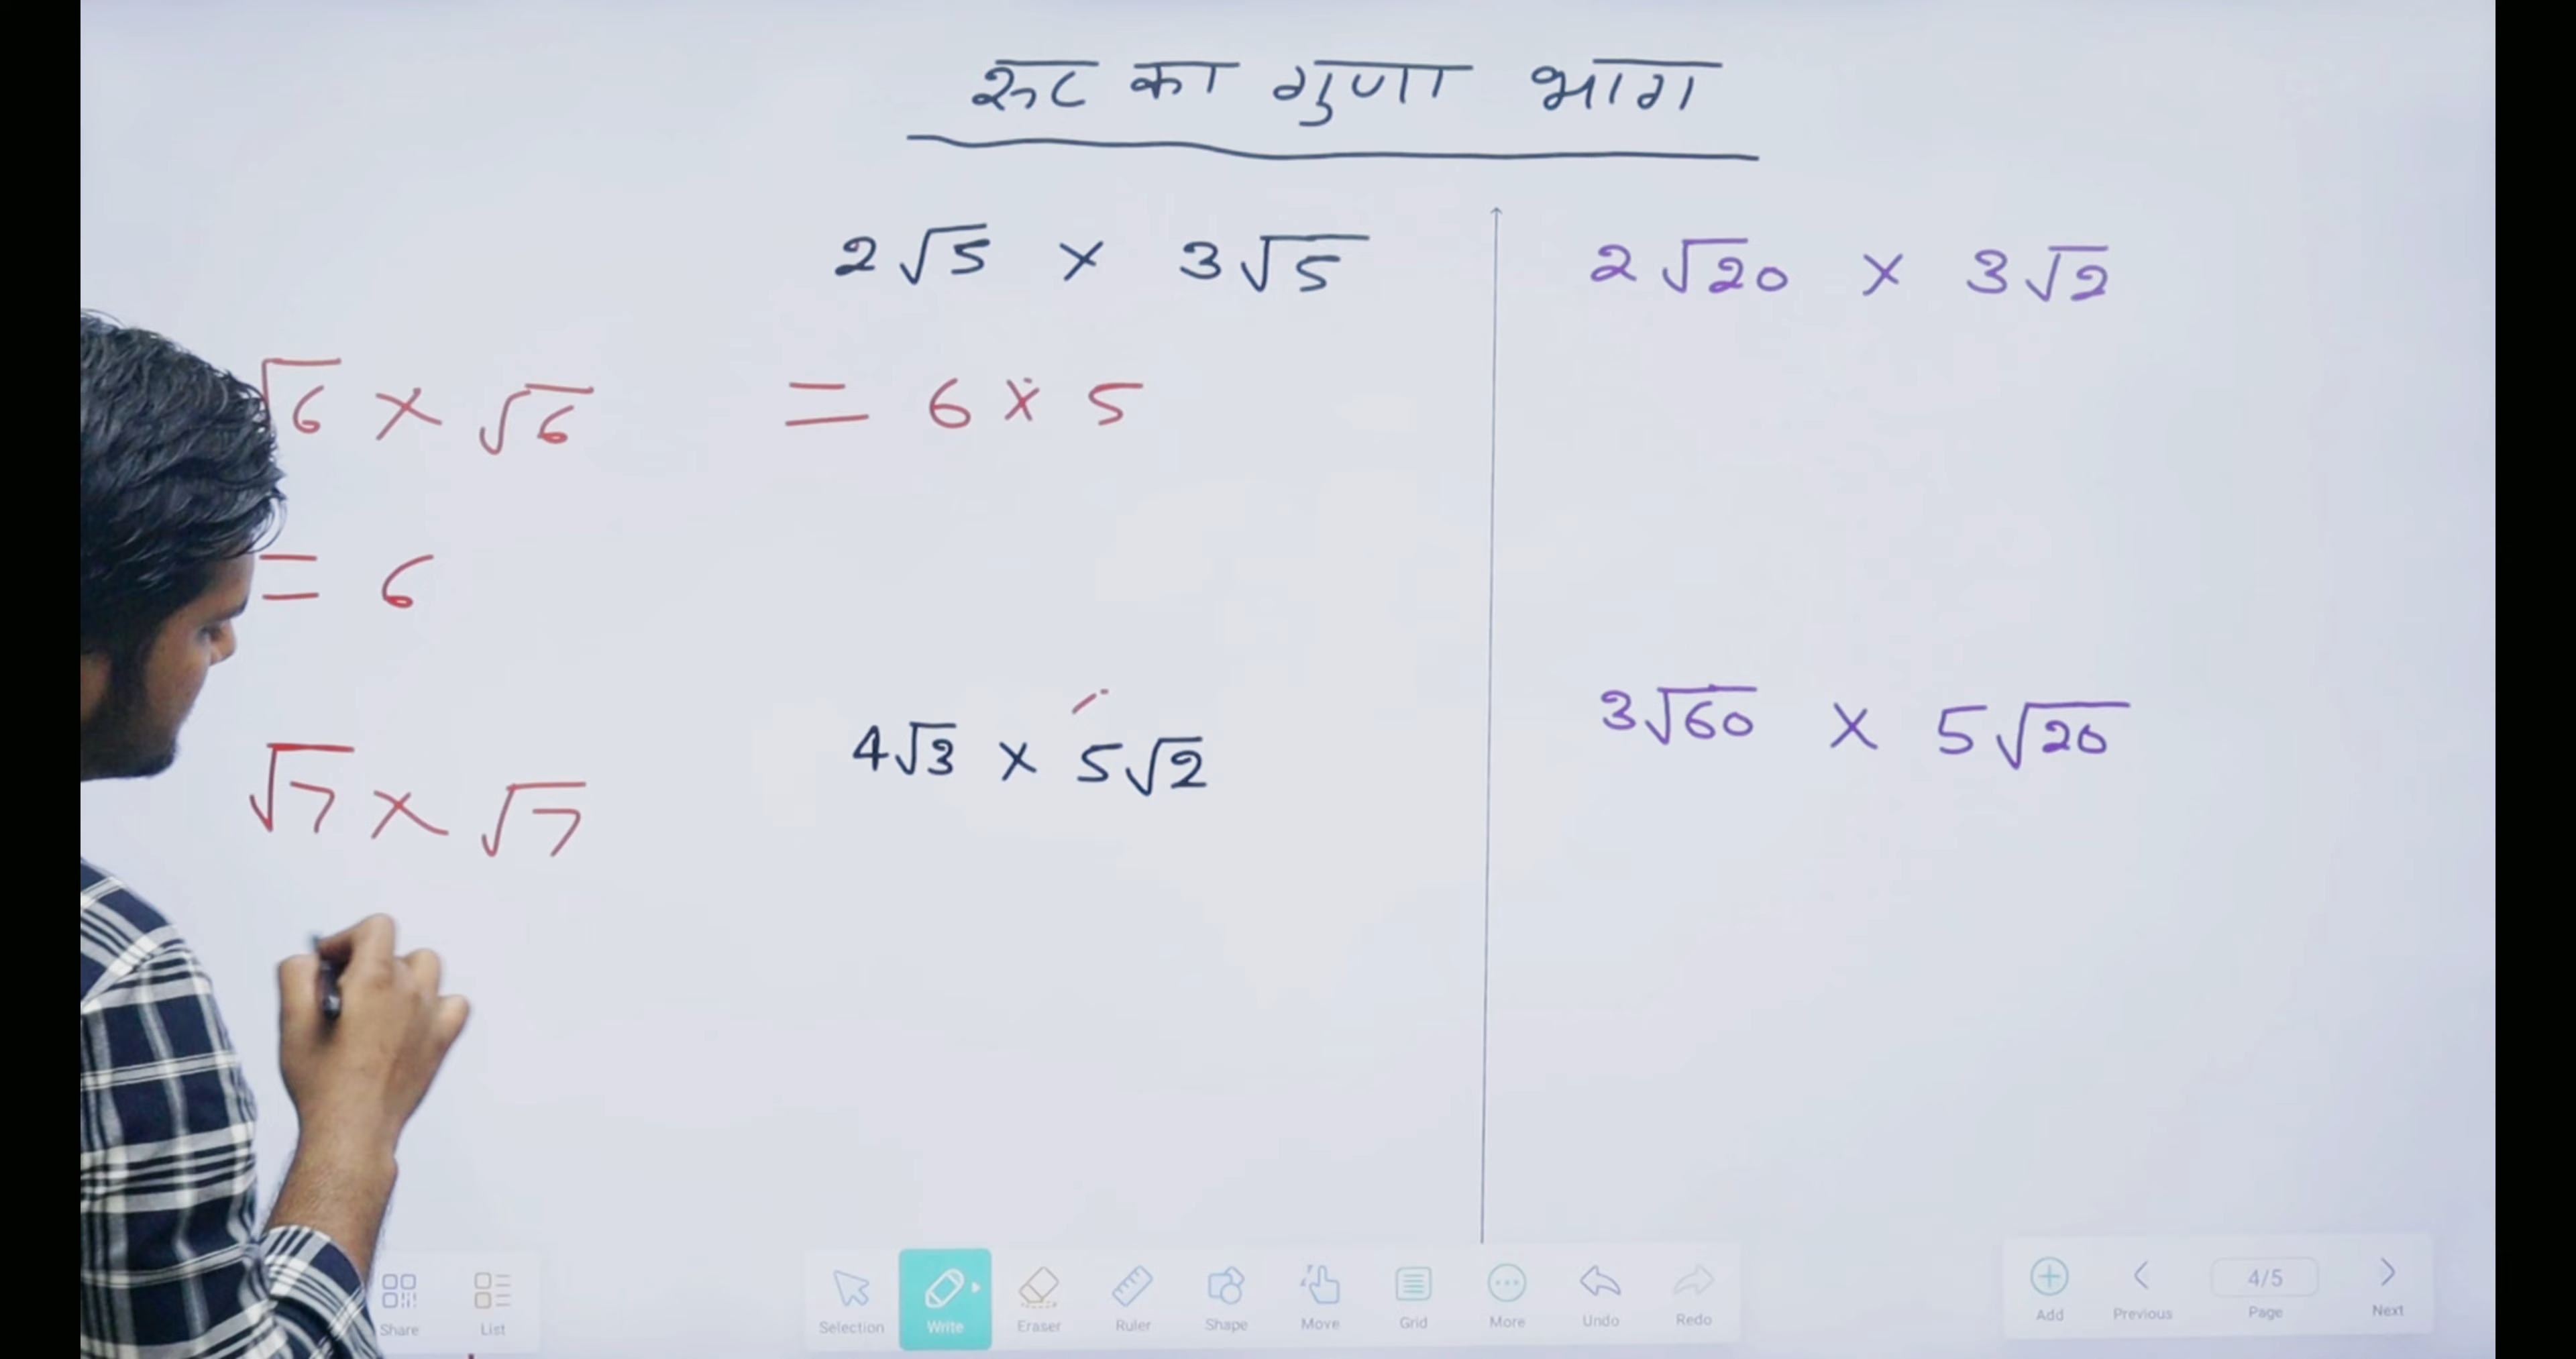 रुट का गुणा भाग
2√5 × 3√5
= 6 × 5
4√3 × 5√2
2√20 × 3√2
3√60 × 5√20
√6 × √6
= 6
√7 × √7
Share
List
Selection
Write
Eraser
Ruler
Shape
Move
Grid
More
Undo
Redo
Add
Previous
4/5
Page
Next